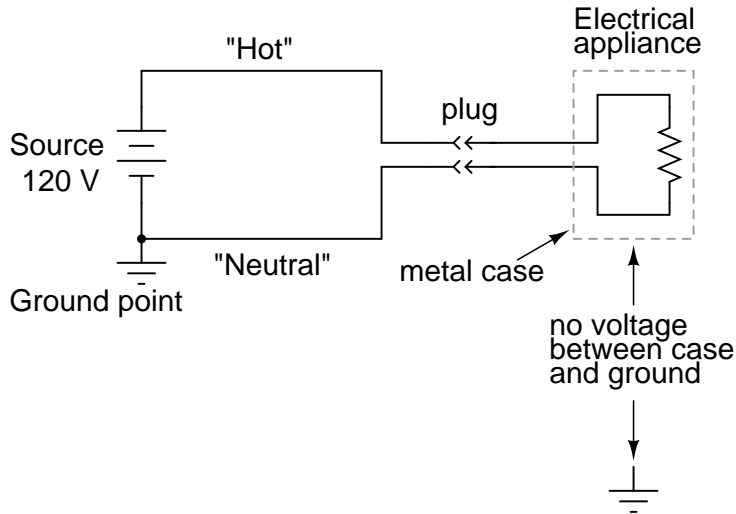 Electrical
appliance
"Hot"
plug
Source
120 V
"Neutral"
metal case
Ground point
no voltage
between case
and ground